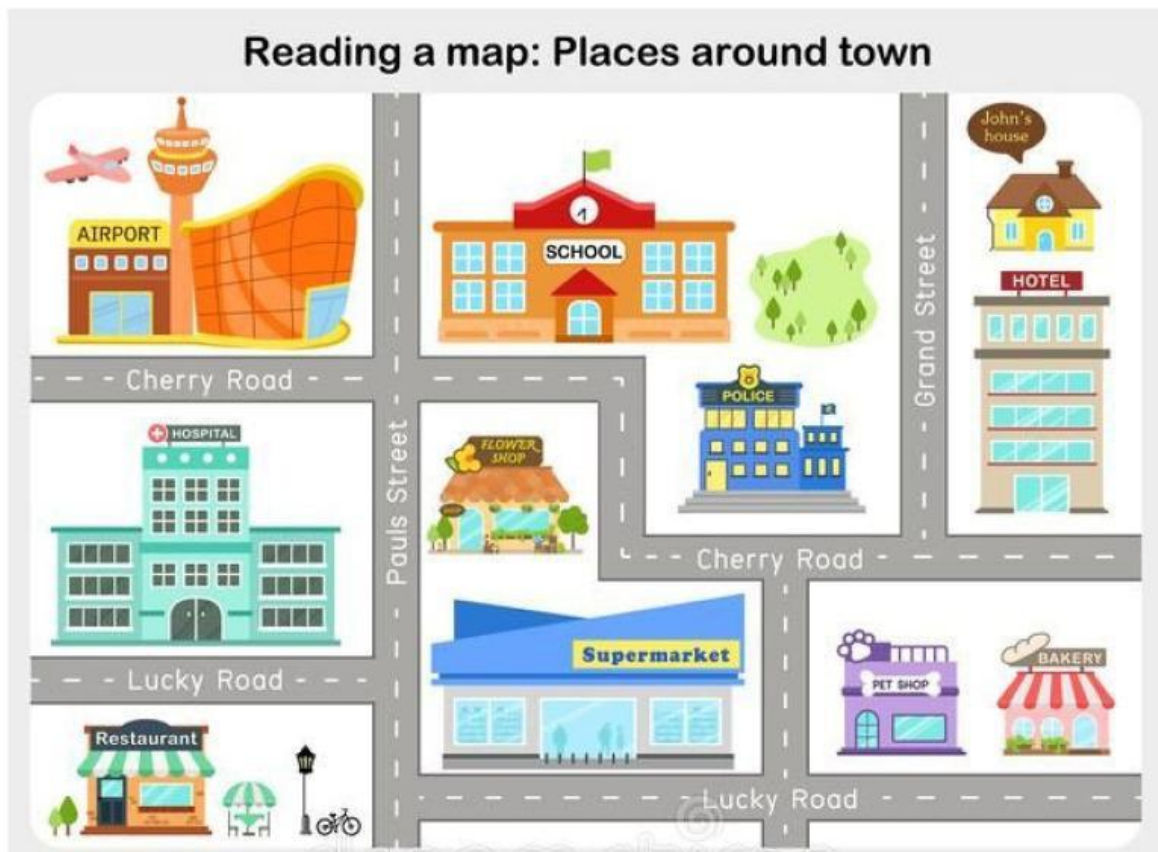 Reading a map: Places around town
John's
house
AIRPORT
1
SCHOOL
HOTEL
Grand Street
Cherry Road
POLICE
HOSPITAL
FLOWER
SHOP
Pauls Street
Cherry Road
Supermarket
BAKERY
PET SHOP
Lucky Road
Restaurant
Lucky Road